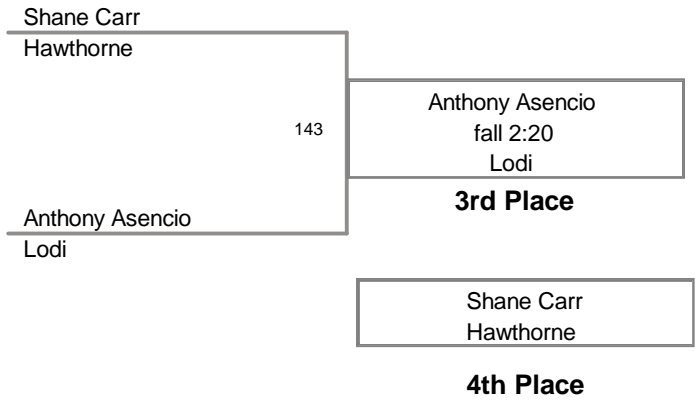 Shane Carr
Hawthorne
143
Anthony Asencio
fall 2:20
Lodi
3rd Place
Anthony Asencio
Lodi
Shane Carr
Hawthorne
4th Place